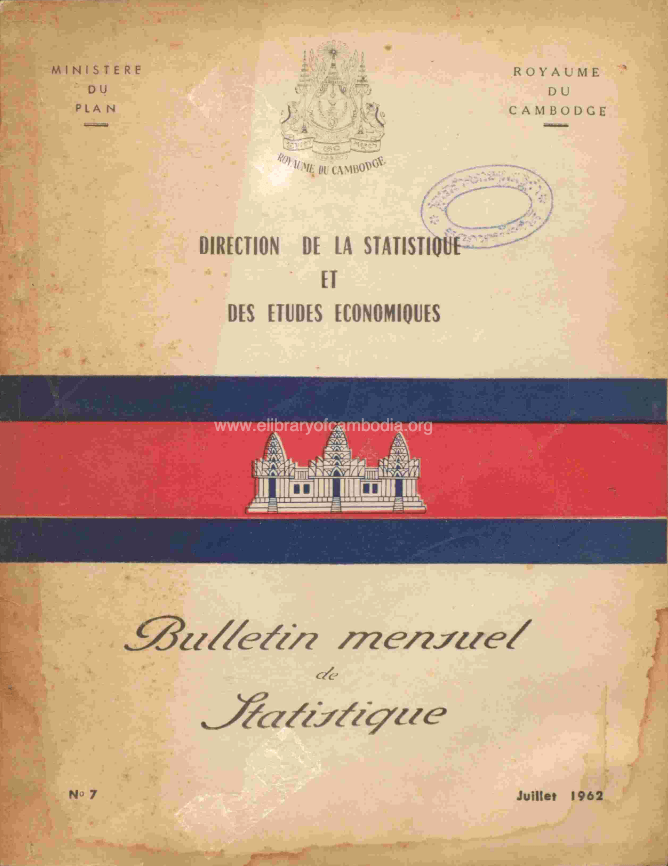 MINISTERE
DU
PLAN
ROYAUME
DU
CAMBODGE
ROYAUME DU CAMBODGE
DIRECTION DE LA STATISTIQUE
ET
DES ETUDES ECONOMIQUES
www.elibraryofcambodia.org
Bulletin mensuel
de
Statistique
No 7
Juillet 1962